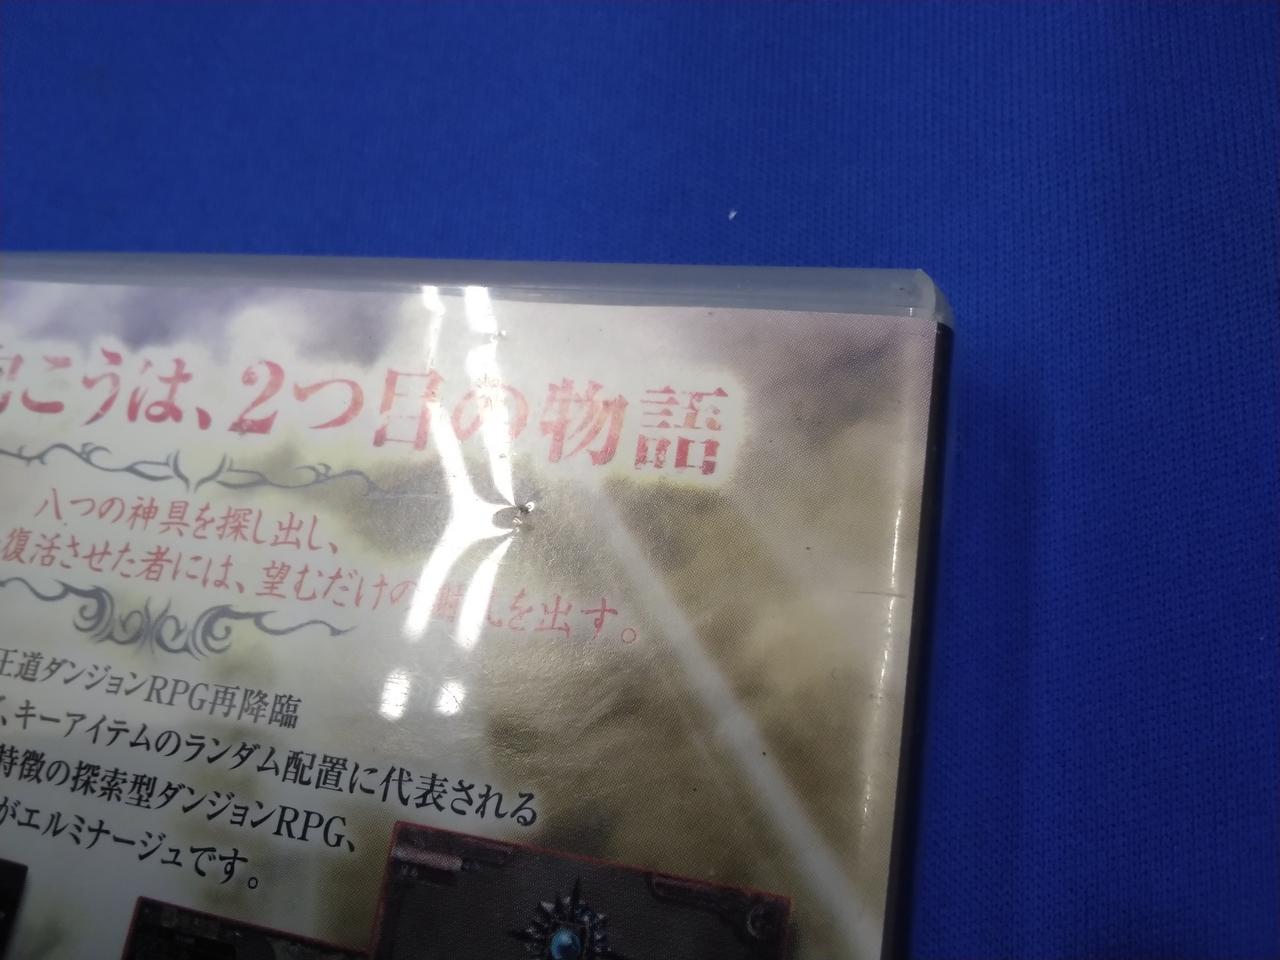 こうは、2つ目の物語
八つの神具を探し出し、
復活させた者には、望むだけの
を出す。
王道ダンジョンRPG再降臨
、キーアイテムのランダム配置に代表される
特徴の探索型ダンジョンRPG、
がエルミナージュです。